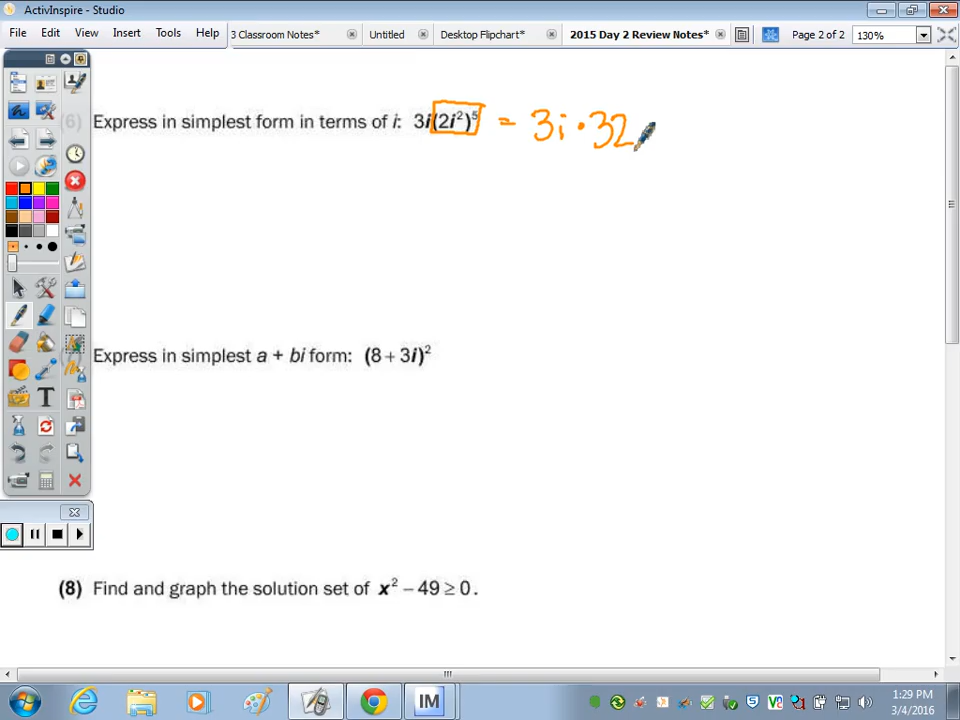 ActivInspire - Studio
File Edit View Insert Tools Help 3 Classroom Notes* Untitled Desktop Flipchart* 2015 Day 2 Review Notes* Page 2 of 2 130%
(6) Express in simplest form in terms of i: 3i(2i²)⁵ = 3i · 32
Express in simplest a + bi form: (8 + 3i)²
(8) Find and graph the solution set of x² – 49 ≥ 0.
IM
1:29 PM
3/4/2016